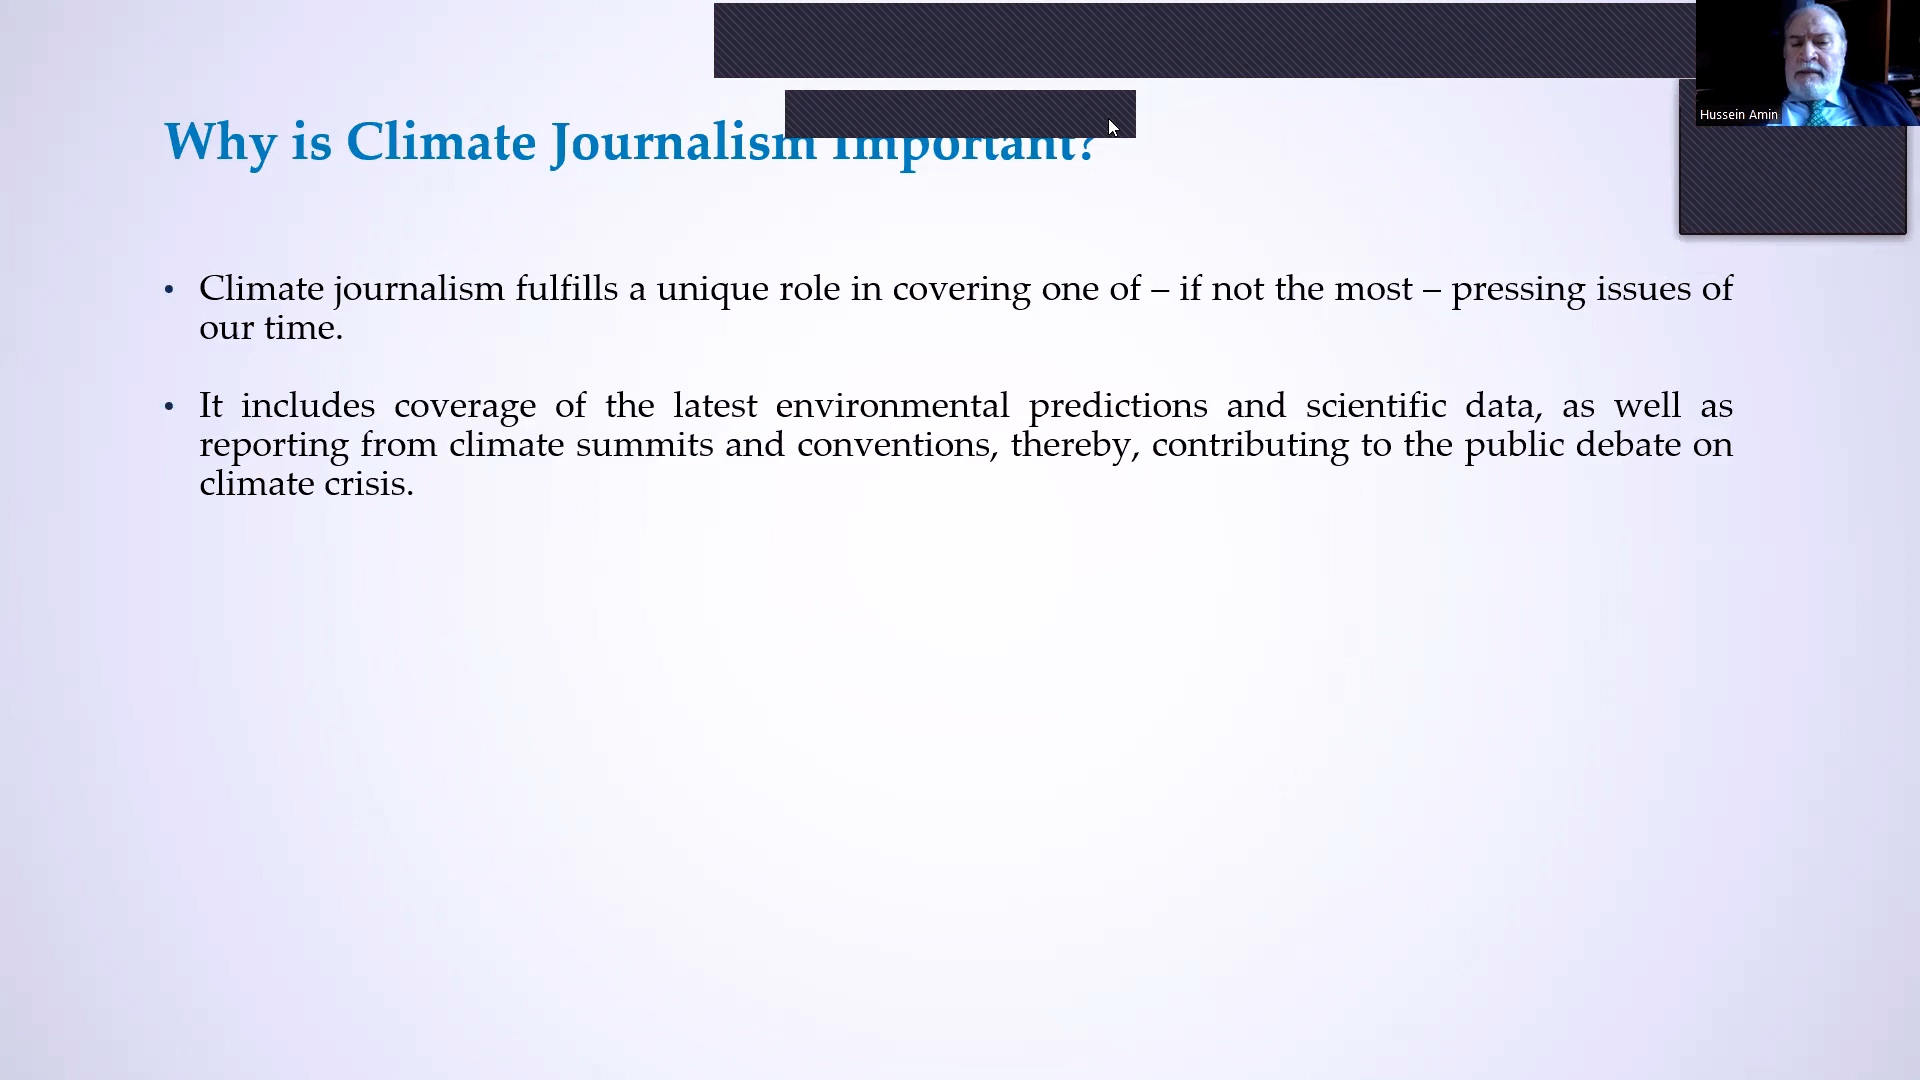 Why is Climate Journalism Important?
Hussein Amin
• Climate journalism fulfills a unique role in covering one of – if not the most – pressing issues of
our time.
• It includes coverage of the latest environmental predictions and scientific data, as well as
reporting from climate summits and conventions, thereby, contributing to the public debate on
climate crisis.